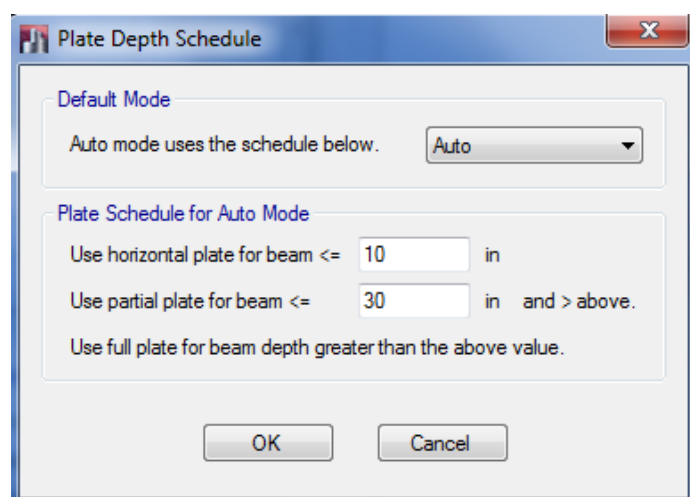 Plate Depth Schedule
X
Default Mode
Auto mode uses the schedule below. Auto
Plate Schedule for Auto Mode
Use horizontal plate for beam <= 10 in
Use partial plate for beam <= 30 in and > above.
Use full plate for beam depth greater than the above value.
OK Cancel